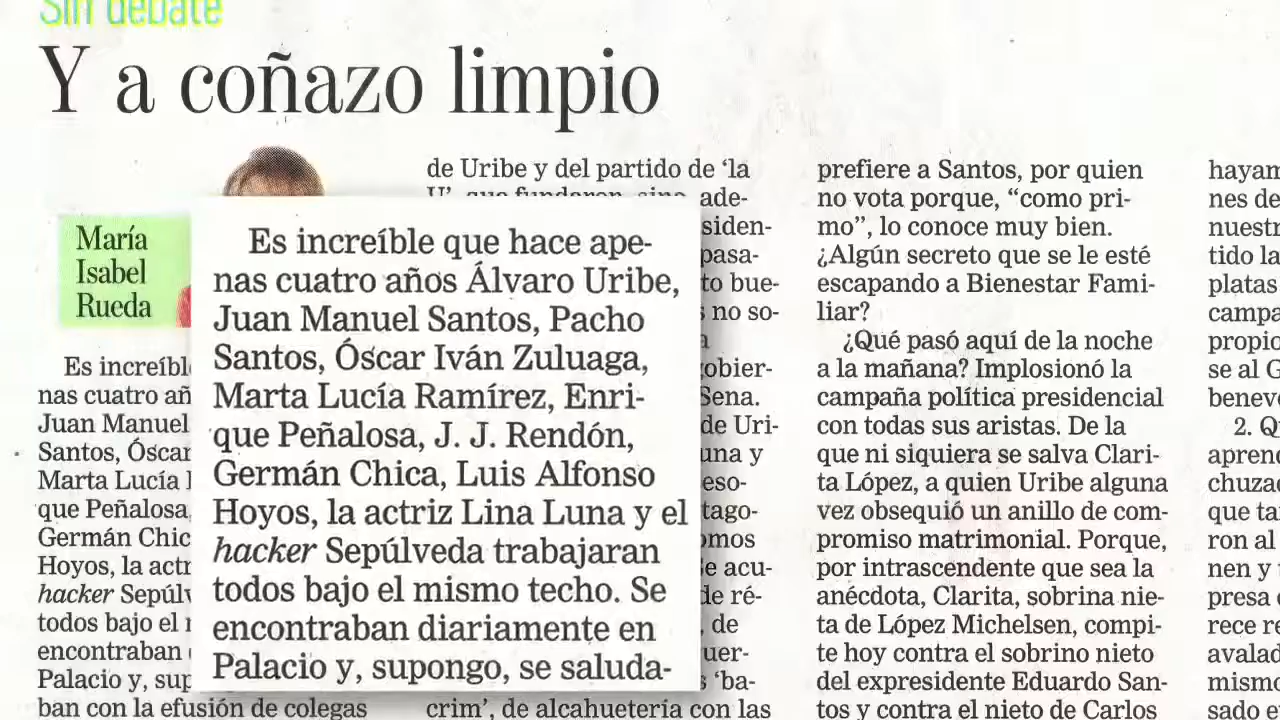 Sin debate
Y a coñazo limpio
María
Isabel
Rueda
Es increíble que hace ape-
nas cuatro años Álvaro Uribe,
Juan Manuel Santos, Pacho
Santos, Óscar Iván Zuluaga,
Marta Lucía Ramírez, Enri-
que Peñalosa, J. J. Rendón,
Germán Chica, Luis Alfonso
Hoyos, la actriz Lina Luna y el
hacker Sepúlveda trabajaran
todos bajo el mismo techo. Se
encontraban diariamente en
Palacio y, supongo, se saluda-
Es increíbl
nas cuatro añ
Juan Manuel
Santos, Óscar
Marta Lucía
que Peñalosa,
Germán Chic
Hoyos, la actr
hacker Sepúlv
todos bajo el
encontraban
Palacio y, sup
ban con la efusión de colegas
de Uribe y del partido de ‘la
U’, que fundaron, sino ade-
siden-
pasa-
to bue-
s no so-
a
gobier-
Sena.
de Uri-
una y
eso-
tago-
omos
se acu-
de ré-
, de
uer-
s ‘ba-
crim’, de alcahuetería con las
prefiere a Santos, por quien
no vota porque, “como pri-
mo”, lo conoce muy bien.
¿Algún secreto que se le esté
escapando a Bienestar Fami-
liar?
¿Qué pasó aquí de la noche
a la mañana? Implosionó la
campaña política presidencial
con todas sus aristas. De la
que ni siquiera se salva Clari-
ta López, a quien Uribe alguna
vez obsequió un anillo de com-
promiso matrimonial. Porque,
por intrascendente que sea la
anécdota, Clarita, sobrina nie-
ta de López Michelsen, compi-
te hoy contra el sobrino nieto
del expresidente Eduardo San-
tos y contra el nieto de Carlos
hayam
nes de
nuestr
tido la
platas
campa
propio
se al G
benev
2. Q
aprend
chuzad
que ta
ron al
nen y
presa
rece re
avalad
mismo
sado e